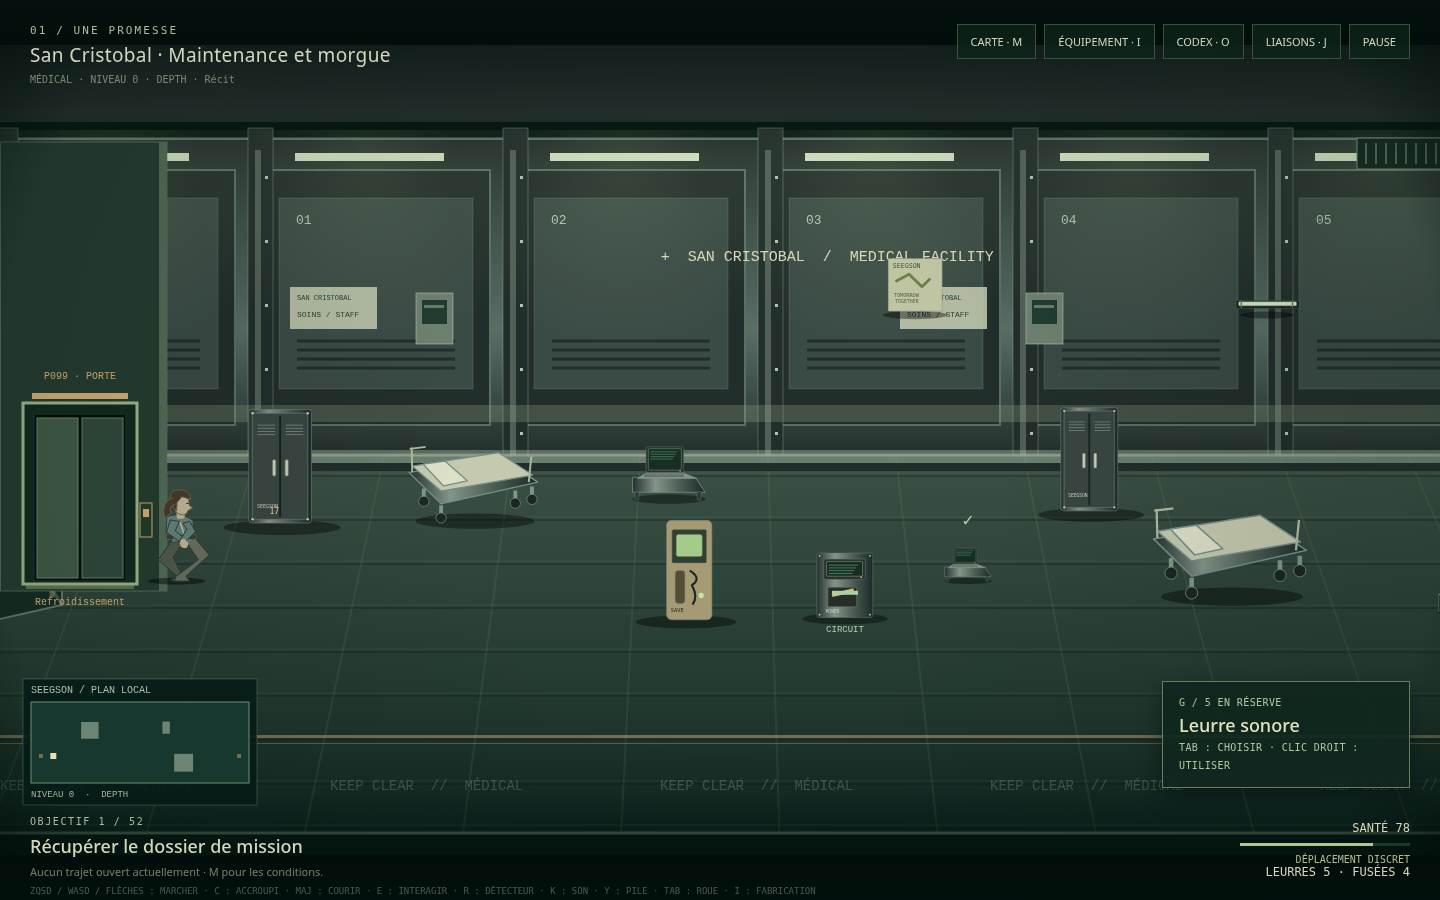 01 / UNE PROMESSE
San Cristobal · Maintenance et morgue
MÉDICAL · NIVEAU 0 · DEPTH · Récit
CARTE · M
ÉQUIPEMENT · I
CODEX · O
LIAISONS · J
PAUSE
01
02
03
04
05
+ SAN CRISTOBAL / MEDICAL FACILITY
SEEGSON
TOMORROW
TOGETHER
SAN CRISTOBAL
SOINS / STAFF
TOBAL
SOINS / STAFF
P099 · PORTE
SEEGSON
17
SEEGSON
✓
SAVE
CIRCUIT
Refroidissement
SEEGSON / PLAN LOCAL
NIVEAU 0 · DEPTH
G / 5 EN RÉSERVE
Leurre sonore
TAB : CHOISIR · CLIC DROIT :
UTILISER
KEEP CLEAR // MÉDICAL
KEEP CLEAR // MÉDICAL
KEEP CLEAR // MÉDIC
OBJECTIF 1 / 52
Récupérer le dossier de mission
Aucun trajet ouvert actuellement · M pour les conditions.
ZQSD / WASD / FLÈCHES : MARCHER · C : ACCROUPI · MAJ : COURIR · E : INTERAGIR · R : DÉTECTEUR · K : SON · Y : PILE · TAB : ROUE · I : FABRICATION
SANTÉ 78
DÉPLACEMENT DISCRET
LEURRES 5 · FUSÉES 4